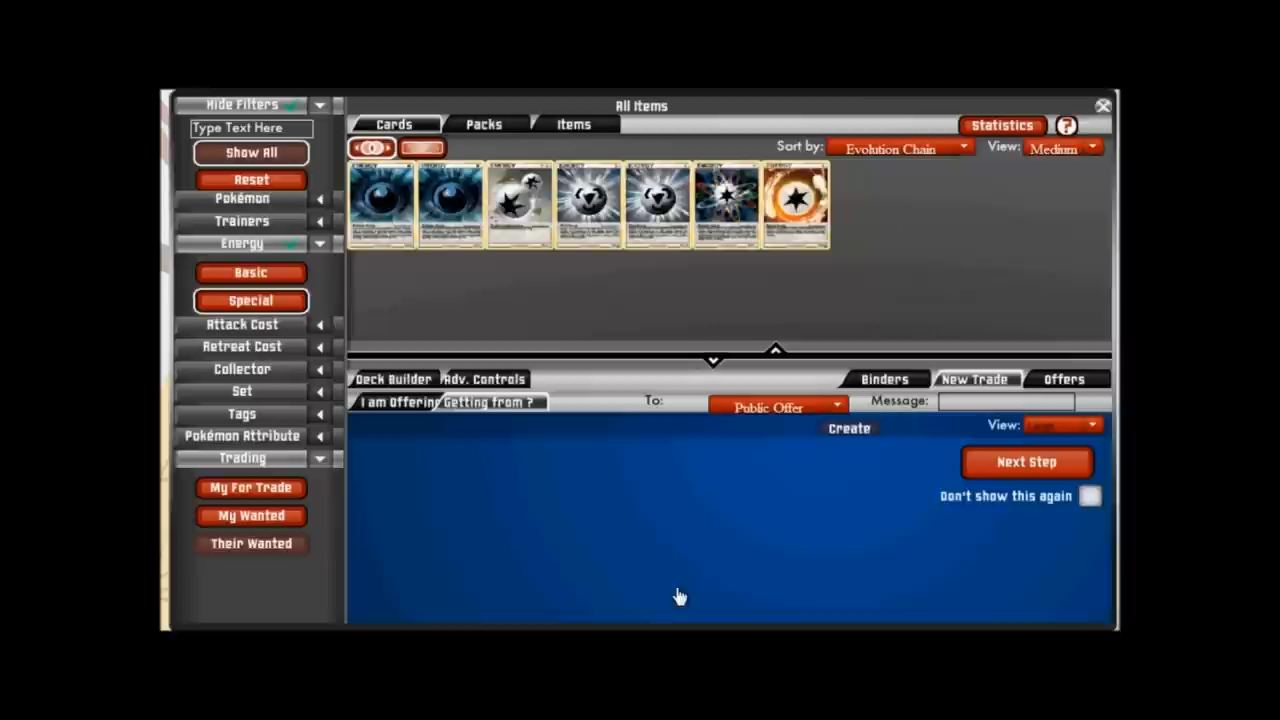 Hide Filters
All Items
Type Text Here
Cards
Packs
Items
Statistics
?
Show All
Sort by:
Evolution Chain
View:
Medium
Reset
Pokémon
Trainers
Energy
Basic
Special
Attack Cost
Retreat Cost
Collector
Set
Tags
Pokémon Attribute
Trading
My For Trade
My Wanted
Their Wanted
Deck Builder
Adv. Controls
Binders
New Trade
Offers
I am Offering
Getting from ?
To:
Public Offer
Message:
Create
View:
Next Step
Don't show this again